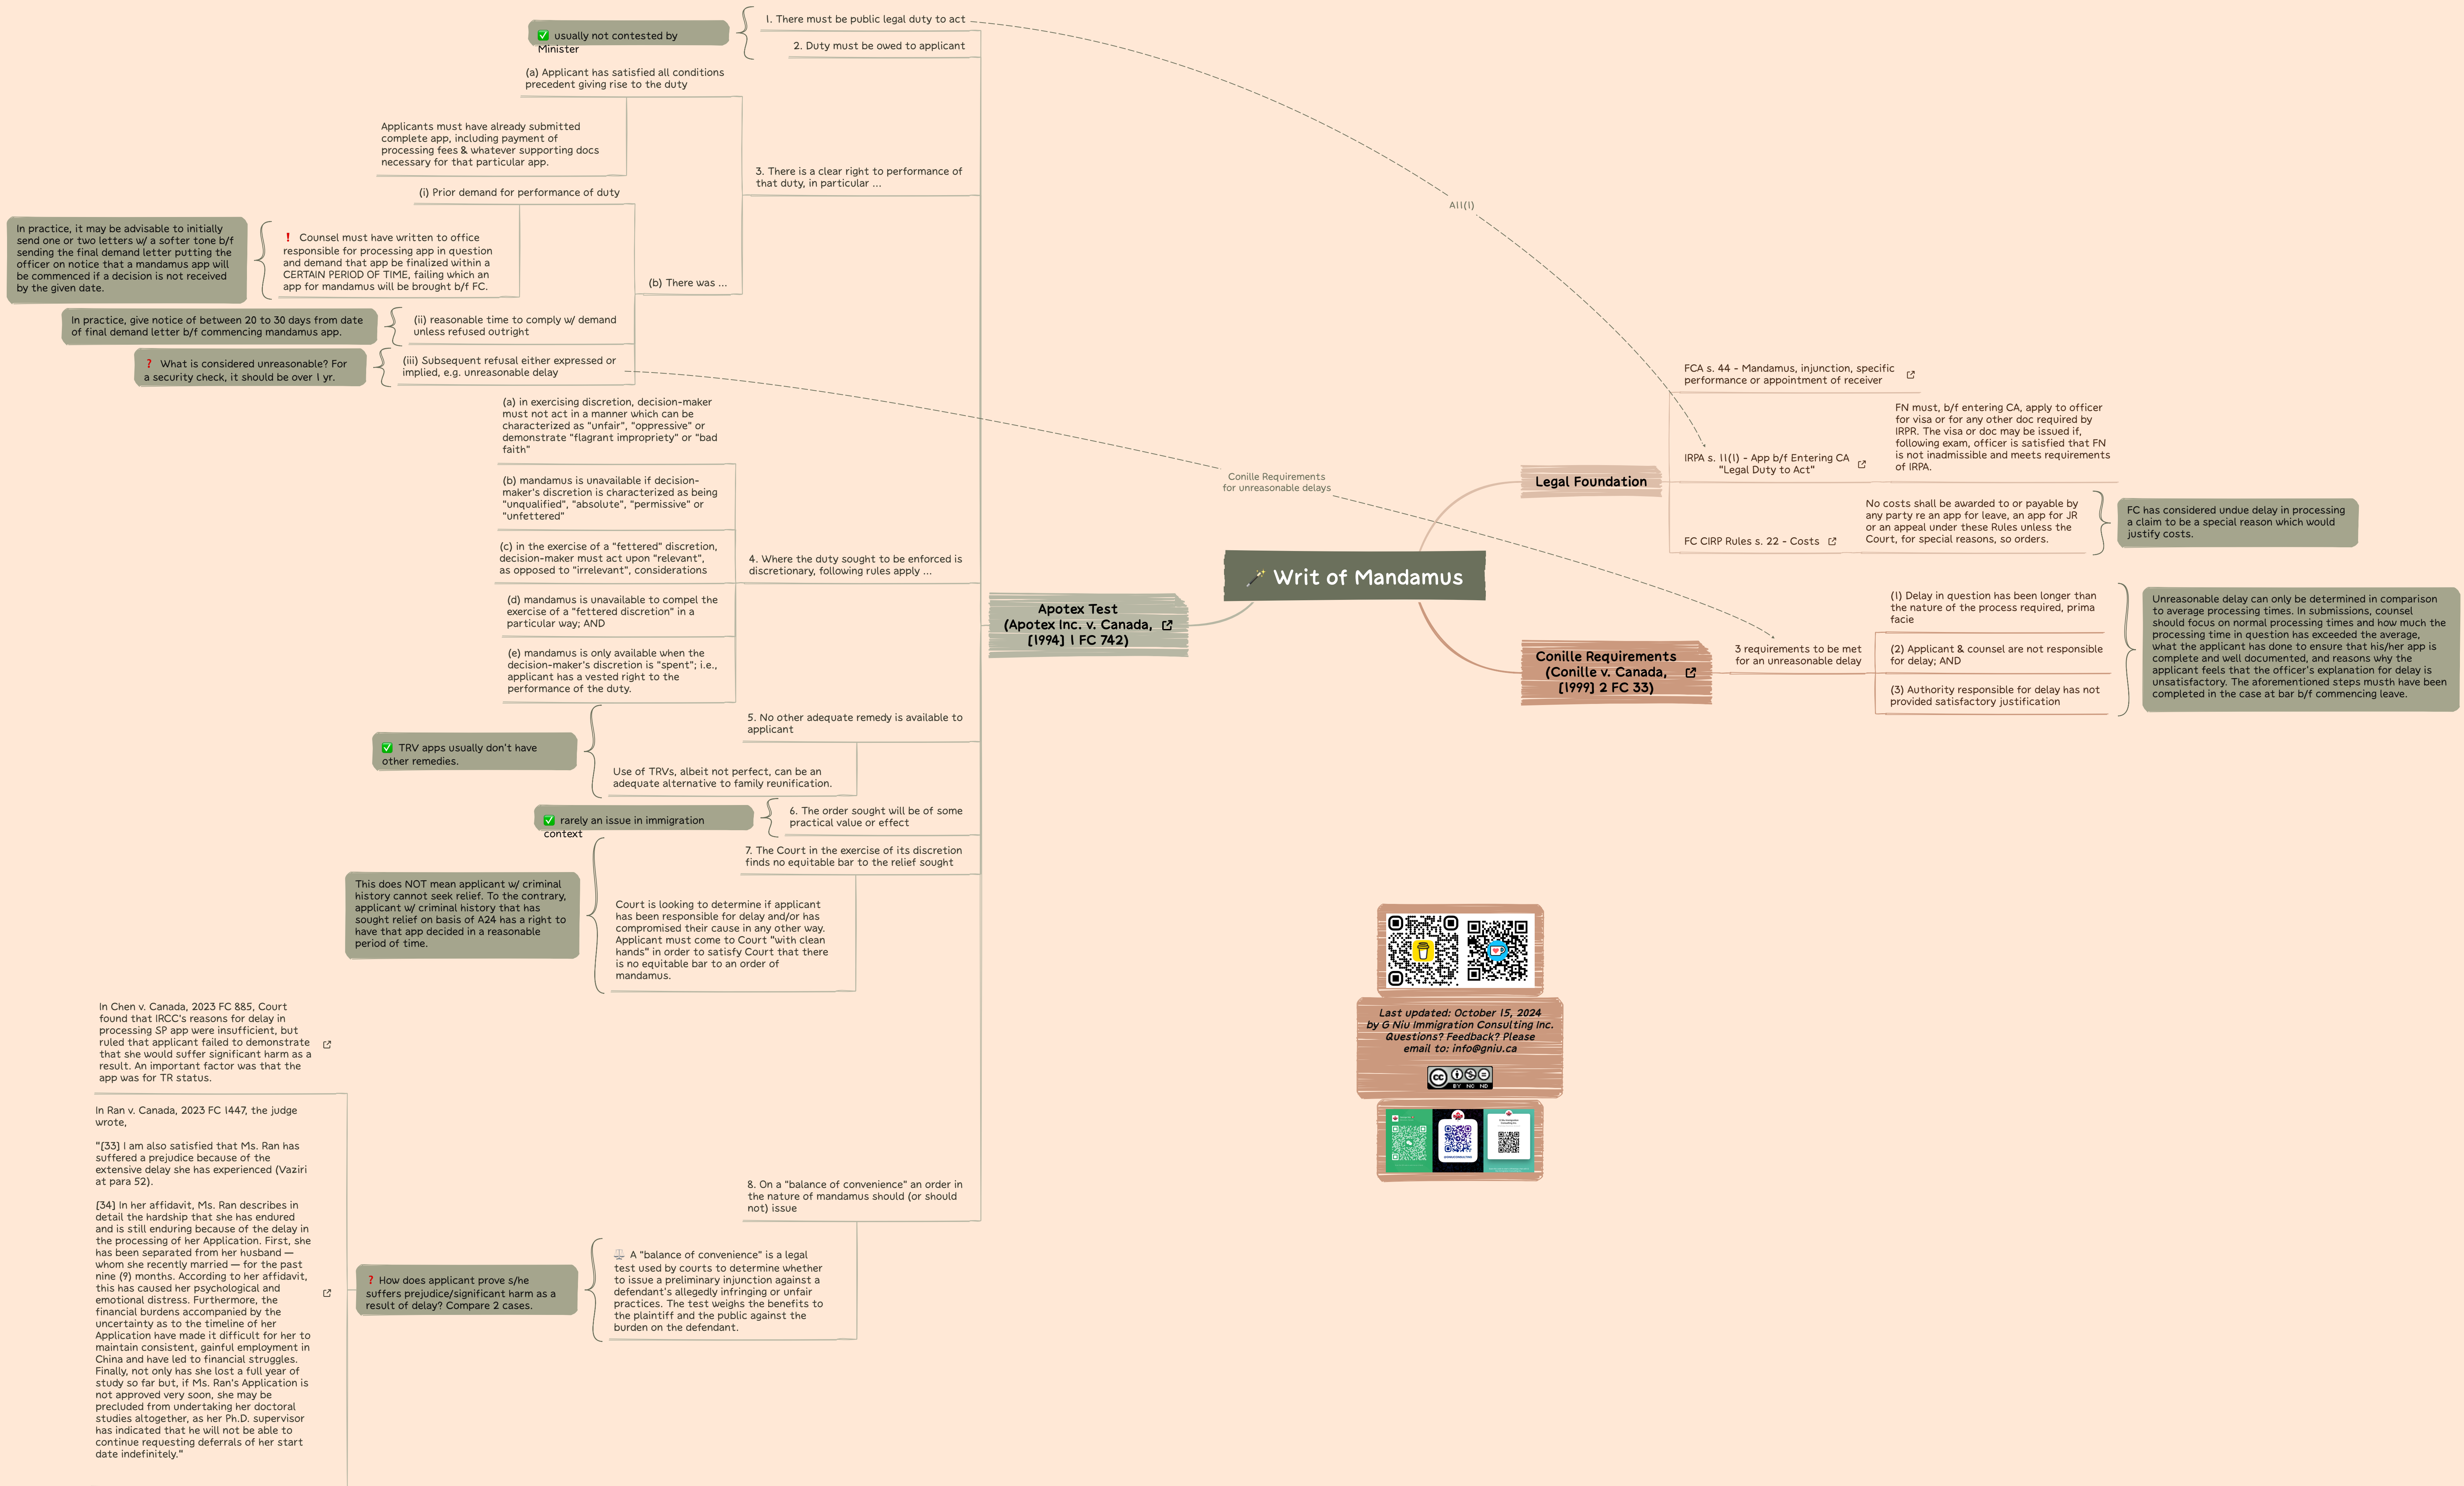 🪄 Writ of Mandamus
Apotex Test
(Apotex Inc. v. Canada,
[1994] 1 FC 742)
1. There must be public legal duty to act
2. Duty must be owed to applicant
✅ usually not contested by
Minister
3. There is a clear right to performance of
that duty, in particular ...
(a) Applicant has satisfied all conditions
precedent giving rise to the duty
Applicants must have already submitted
complete app, including payment of
processing fees & whatever supporting docs
necessary for that particular app.
(b) There was ...
(i) Prior demand for performance of duty
❗ Counsel must have written to office
responsible for processing app in question
and demand that app be finalized within a
CERTAIN PERIOD OF TIME, failing which an
app for mandamus will be brought b/f FC.
In practice, it may be advisable to initially
send one or two letters w/ a softer tone b/f
sending the final demand letter putting the
officer on notice that a mandamus app will
be commenced if a decision is not received
by the given date.
(ii) reasonable time to comply w/ demand
unless refused outright
In practice, give notice of between 20 to 30 days from date
of final demand letter b/f commencing mandamus app.
(iii) Subsequent refusal either expressed or
implied, e.g. unreasonable delay
❓ What is considered unreasonable? For
a security check, it should be over 1 yr.
4. Where the duty sought to be enforced is
discretionary, following rules apply ...
(a) in exercising discretion, decision-maker
must not act in a manner which can be
characterized as "unfair", "oppressive" or
demonstrate "flagrant impropriety" or "bad
faith"
(b) mandamus is unavailable if decision-
maker's discretion is characterized as being
"unqualified", "absolute", "permissive" or
"unfettered"
(c) in the exercise of a "fettered" discretion,
decision-maker must act upon "relevant",
as opposed to "irrelevant", considerations
(d) mandamus is unavailable to compel the
exercise of a "fettered discretion" in a
particular way; AND
(e) mandamus is only available when the
decision-maker's discretion is "spent"; i.e.,
applicant has a vested right to the
performance of the duty.
5. No other adequate remedy is available to
applicant
Use of TRVs, albeit not perfect, can be an
adequate alternative to family reunification.
✅ TRV apps usually don't have
other remedies.
6. The order sought will be of some
practical value or effect
✅ rarely an issue in immigration
context
7. The Court in the exercise of its discretion
finds no equitable bar to the relief sought
Court is looking to determine if applicant
has been responsible for delay and/or has
compromised their cause in any other way.
Applicant must come to Court "with clean
hands" in order to satisfy Court that there
is no equitable bar to an order of
mandamus.
This does NOT mean applicant w/ criminal
history cannot seek relief. To the contrary,
applicant w/ criminal history that has
sought relief on basis of A24 has a right to
have that app decided in a reasonable
period of time.
8. On a "balance of convenience" an order in
the nature of mandamus should (or should
not) issue
⚖️ A "balance of convenience" is a legal
test used by courts to determine whether
to issue a preliminary injunction against a
defendant's allegedly infringing or unfair
practices. The test weighs the benefits to
the plaintiff and the public against the
burden on the defendant.
❓ How does applicant prove s/he
suffers prejudice/significant harm as a
result of delay? Compare 2 cases.
In Chen v. Canada, 2023 FC 885, Court
found that IRCC's reasons for delay in
processing SP app were insufficient, but
ruled that applicant failed to demonstrate
that she would suffer significant harm as a
result. An important factor was that the
app was for TR status.
In Ran v. Canada, 2023 FC 1447, the judge
wrote,
"[33] I am also satisfied that Ms. Ran has
suffered a prejudice because of the
extensive delay she has experienced (Vaziri
at para 52).
[34] In her affidavit, Ms. Ran describes in
detail the hardship that she has endured
and is still enduring because of the delay in
the processing of her Application. First, she
has been separated from her husband —
whom she recently married — for the past
nine (9) months. According to her affidavit,
this has caused her psychological and
emotional distress. Furthermore, the
financial burdens accompanied by the
uncertainty as to the timeline of her
Application have made it difficult for her to
maintain consistent, gainful employment in
China and have led to financial struggles.
Finally, not only has she lost a full year of
study so far but, if Ms. Ran's Application is
not approved very soon, she may be
precluded from undertaking her doctoral
studies altogether, as her Ph.D. supervisor
has indicated that he will not be able to
continue requesting deferrals of her start
date indefinitely."
A11(1)
Conille Requirements
for unreasonable delays
Legal Foundation
FCA s. 44 - Mandamus, injunction, specific
performance or appointment of receiver
IRPA s. 11(1) - App b/f Entering CA
"Legal Duty to Act"
FN must, b/f entering CA, apply to officer
for visa or for any other doc required by
IRPR. The visa or doc may be issued if,
following exam, officer is satisfied that FN
is not inadmissible and meets requirements
of IRPA.
FC CIRP Rules s. 22 - Costs
No costs shall be awarded to or payable by
any party re an app for leave, an app for JR
or an appeal under these Rules unless the
Court, for special reasons, so orders.
FC has considered undue delay in processing
a claim to be a special reason which would
justify costs.
Conille Requirements
(Conille v. Canada,
[1999] 2 FC 33)
3 requirements to be met
for an unreasonable delay
(1) Delay in question has been longer than
the nature of the process required, prima
facie
(2) Applicant & counsel are not responsible
for delay; AND
(3) Authority responsible for delay has not
provided satisfactory justification
Unreasonable delay can only be determined in comparison
to average processing times. In submissions, counsel
should focus on normal processing times and how much the
processing time in question has exceeded the average,
what the applicant has done to ensure that his/her app is
complete and well documented, and reasons why the
applicant feels that the officer's explanation for delay is
unsatisfactory. The aforementioned steps musth have been
completed in the case at bar b/f commencing leave.
Last updated: October 15, 2024
by G Niu Immigration Consulting Inc.
Questions? Feedback? Please
email to: info@gniu.ca
cc
BY NC ND